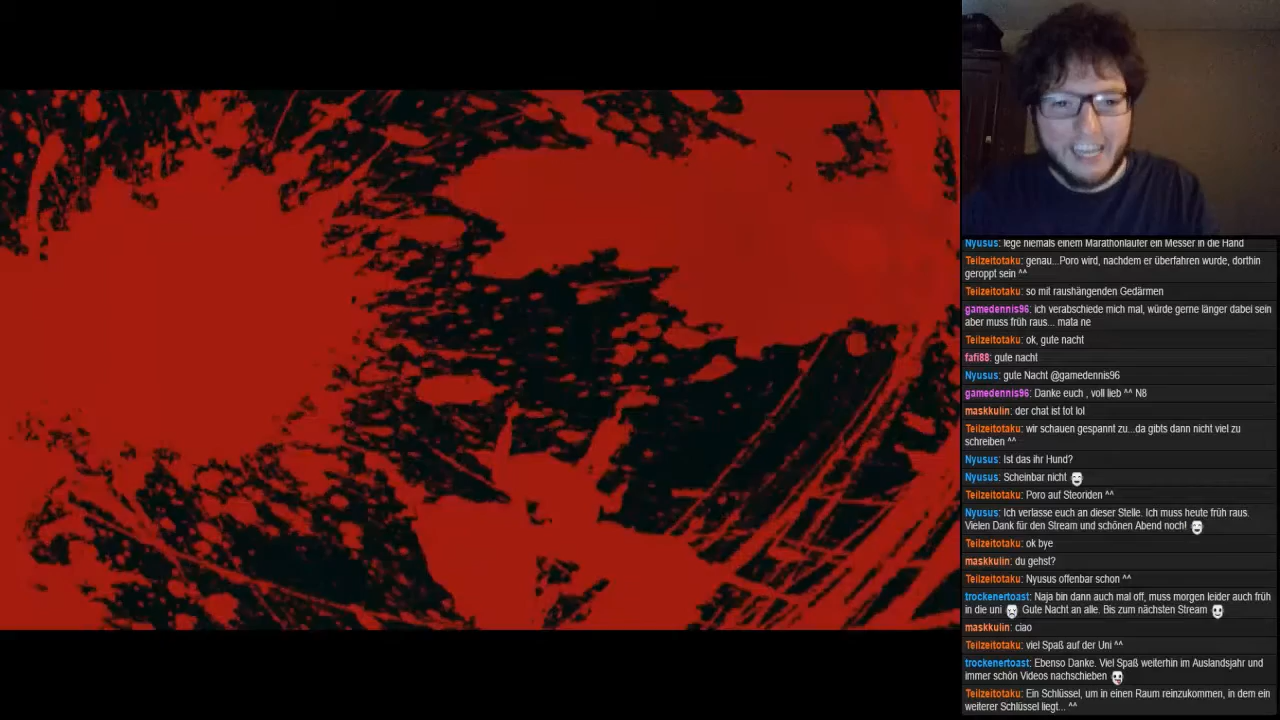 Nyusus: lege niemals einem Marathonläufer ein Messer in die Hand
Teilzeitotaku: genau...Poro wird, nachdem er überfahren wurde, dorthin
geroppt sein ^^
Teilzeitotaku: so mit raushängenden Gedärmen
gamedennis96: ich verabschiede mich mal, würde gerne länger dabei sein
aber muss früh raus... mata ne
Teilzeitotaku: ok, gute nacht
fafi88: gute nacht
Nyusus: gute Nacht @gamedennis96
gamedennis96: Danke euch , voll lieb ^^ N8
maskkulin: der chat ist tot lol
Teilzeitotaku: wir schauen gespannt zu...da gibts dann nicht viel zu
schreiben ^^
Nyusus: Ist das ihr Hund?
Nyusus: Scheinbar nicht
Teilzeitotaku: Poro auf Steoriden ^^
Nyusus: Ich verlasse euch an dieser Stelle. Ich muss heute früh raus.
Vielen Dank für den Stream und schönen Abend noch!
Teilzeitotaku: ok bye
maskkulin: du gehst?
Teilzeitotaku: Nyusus offenbar schon ^^
trockenertoast: Naja bin dann auch mal off, muss morgen leider auch früh
in die uni Gute Nacht an alle. Bis zum nächsten Stream
maskkulin: ciao
Teilzeitotaku: viel Spaß auf der Uni ^^
trockenertoast: Ebenso Danke. Viel Spaß weiterhin im Auslandsjahr und
immer schön Videos nachschieben
Teilzeitotaku: Ein Schlüssel, um in einen Raum reinzukommen, in dem ein
weiterer Schlüssel liegt... ^^